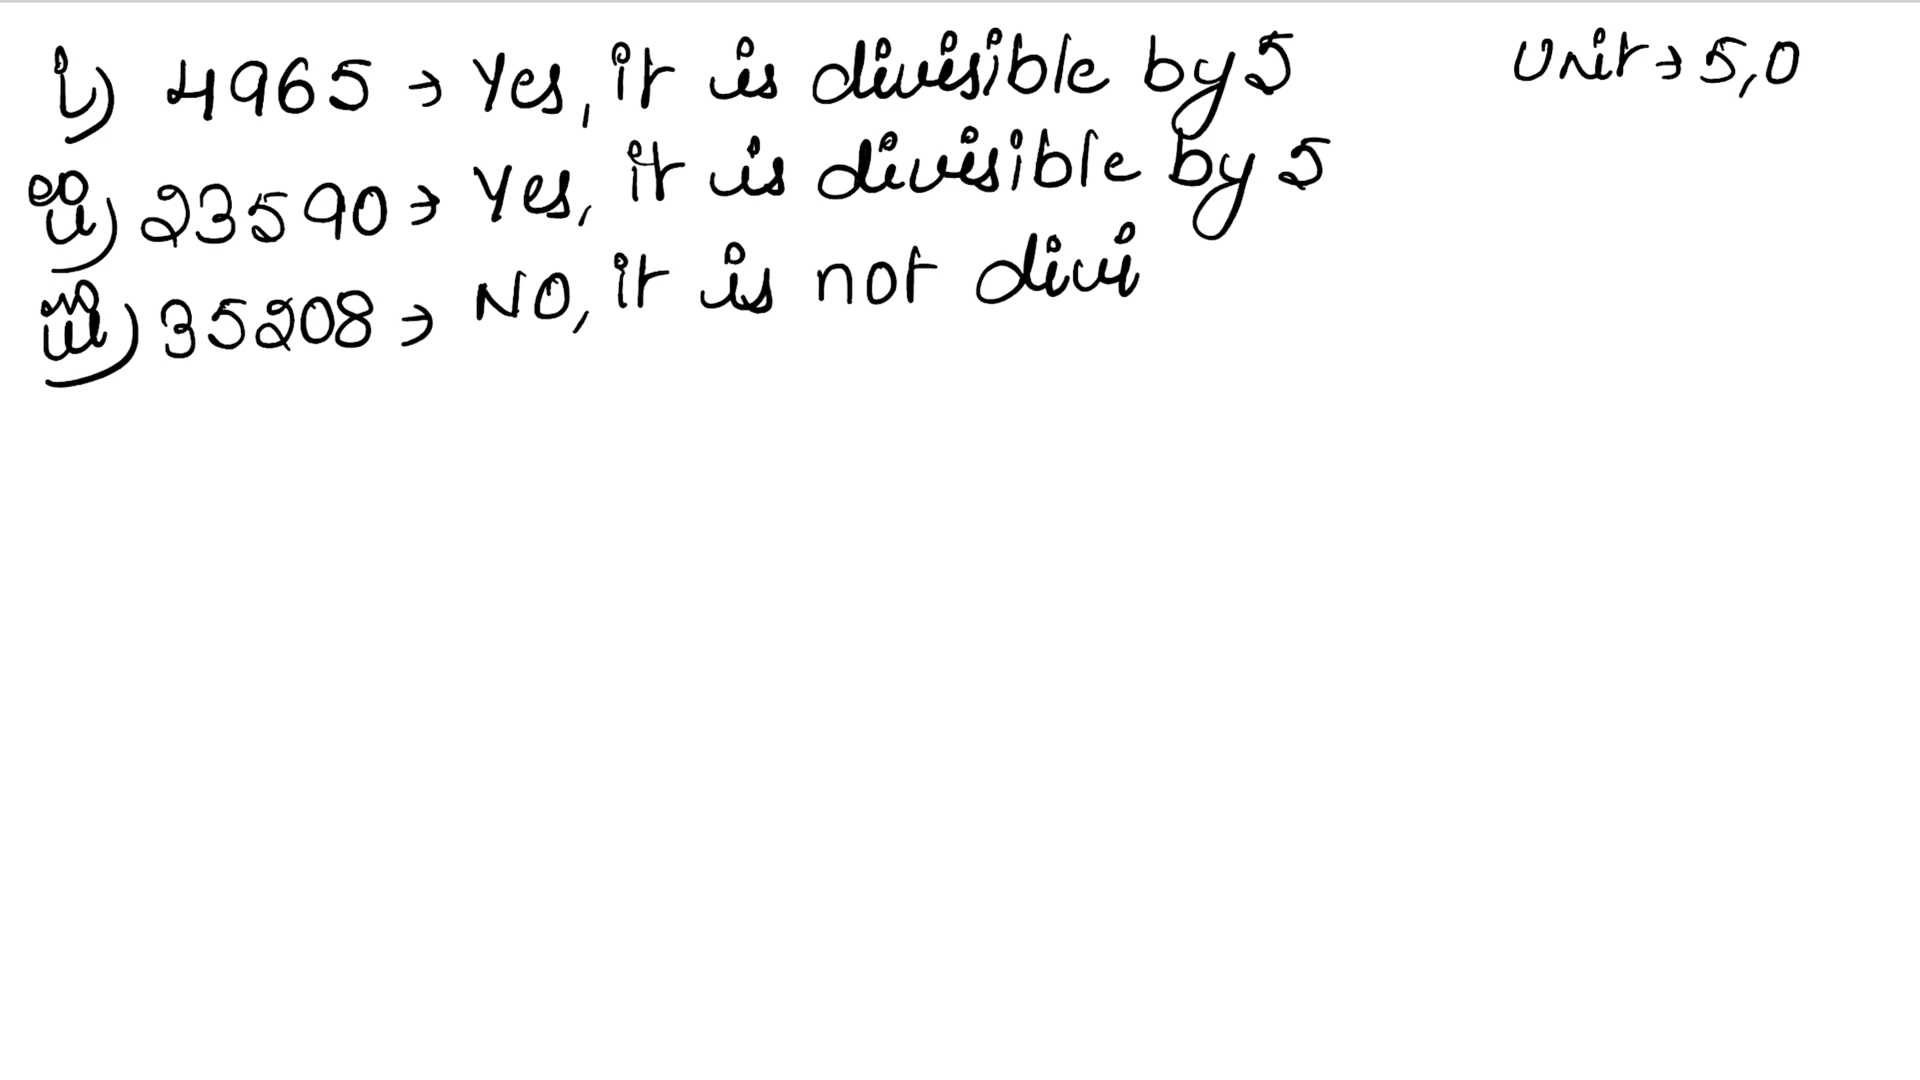 i) 4965 → Yes, it is divisible by 5
Unit → 5,0
ii) 23590 → Yes, it is divisible by 5
iii) 35208 → NO, it is not divi